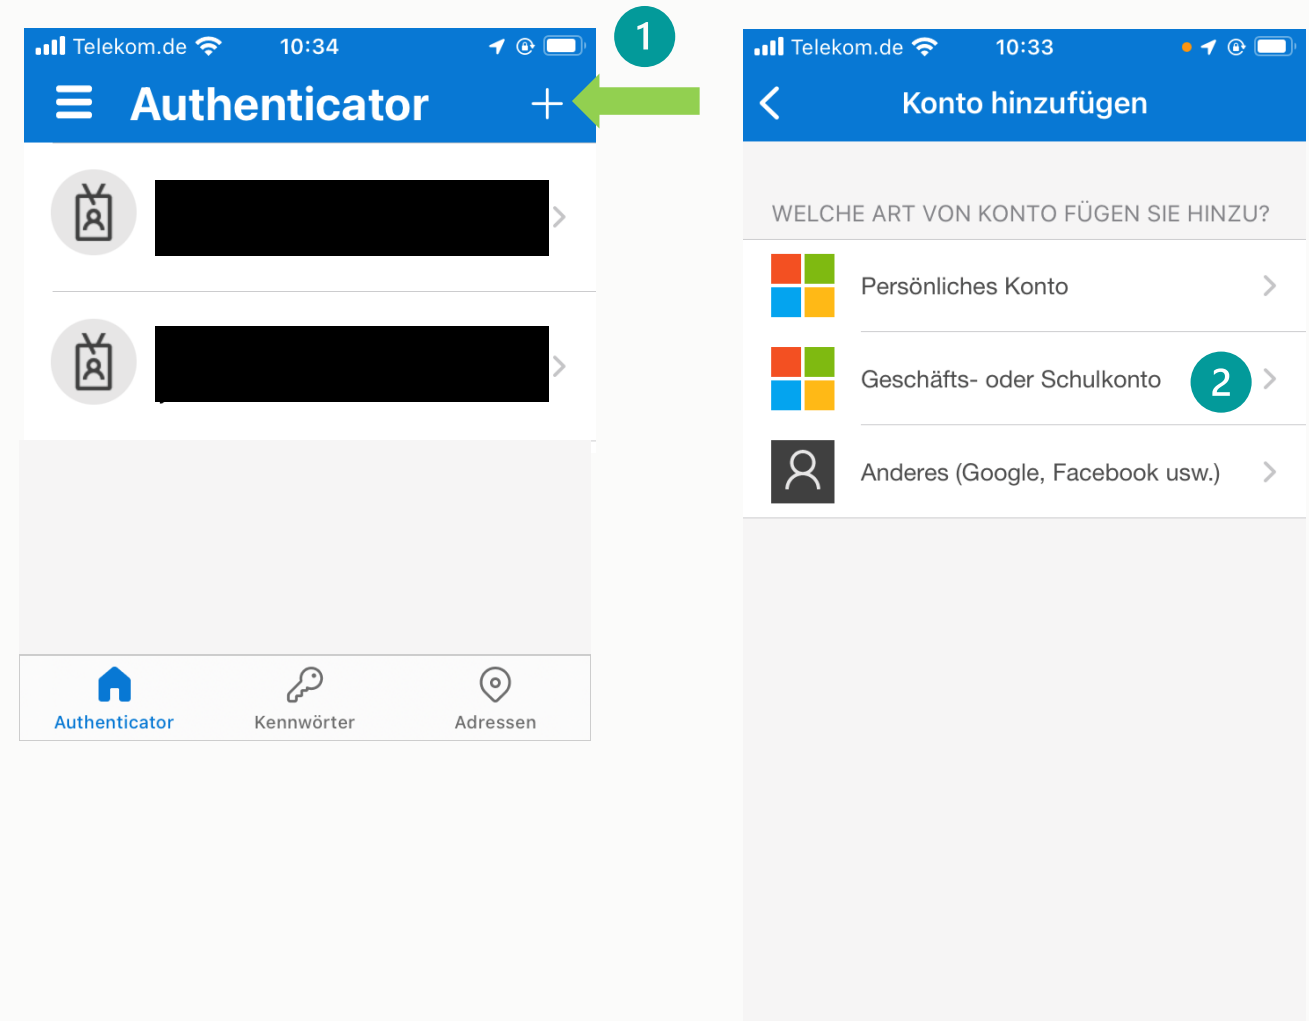 Telekom.de 10:34
1
Authenticator
Authenticator
Kennwörter
Adressen
Telekom.de 10:33
Konto hinzufügen
WELCHE ART VON KONTO FÜGEN SIE HINZU?
Persönliches Konto
Geschäfts- oder Schulkonto 2
Anderes (Google, Facebook usw.)